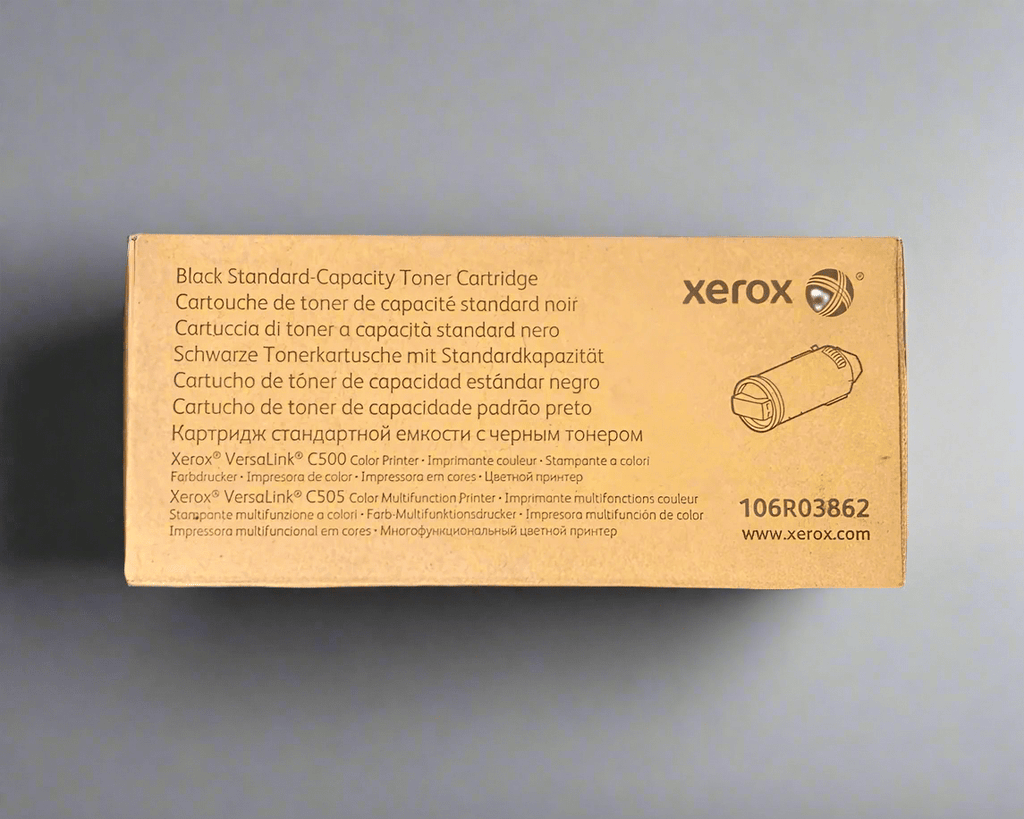 Black Standard-Capacity Toner Cartridge
Cartouche de toner de capacité standard noir
Cartuccia di toner a capacità standard nero
Schwarze Tonerkartusche mit Standardkapazität
Cartucho de tóner de capacidad estándar negro
Cartucho de toner de capacidade padrão preto
Картридж стандартной емкости с черным тонером
Xerox® VersaLink® C500 Color Printer · Imprimante couleur · Stampante a colori
Farbdrucker · Impresora de color · Impressora em cores · Цветной принтер
Xerox® VersaLink® C505 Color Multifunction Printer · Imprimante multifonctions couleur
Stampante multifunzione a colori · Farb-Multifunktionsdrucker · Impresora multifunción de color
Impressora multifuncional em cores · Многофункциональный цветной принтер
xerox ®
106R03862
www.xerox.com